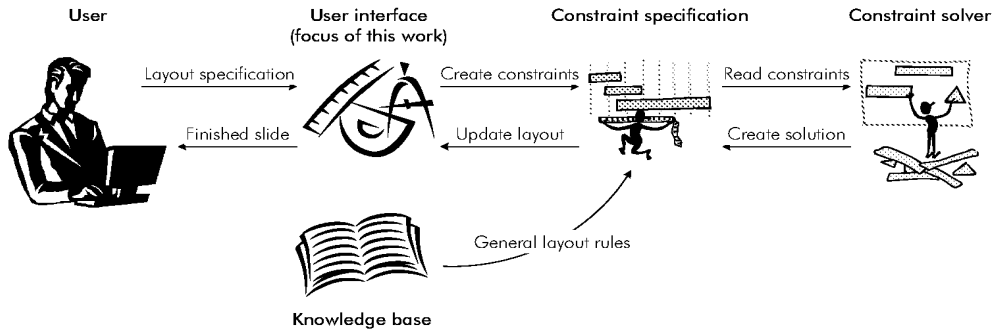 User
User interface
(focus of this work)
Constraint specification
Constraint solver
Layout specification
Create constraints
Read constraints
Finished slide
Update layout
Create solution
General layout rules
Knowledge base